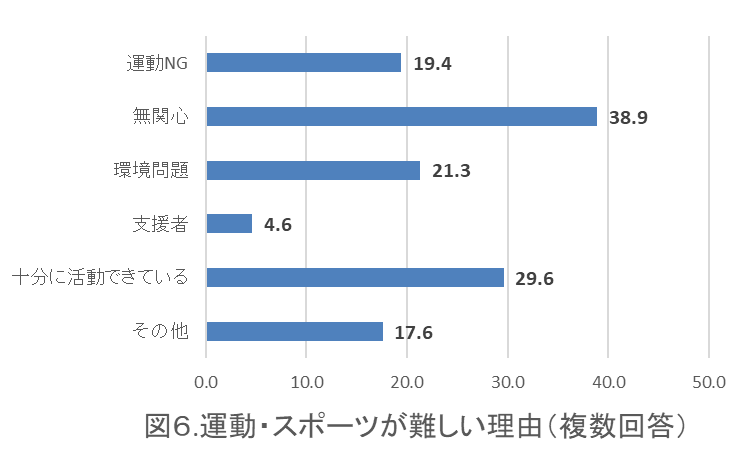 運動NG 19.4
無関心 38.9
環境問題 21.3
支援者 4.6
十分に活動できている 29.6
その他 17.6
0.0 10.0 20.0 30.0 40.0 50.0
図6.運動・スポーツが難しい理由(複数回答)